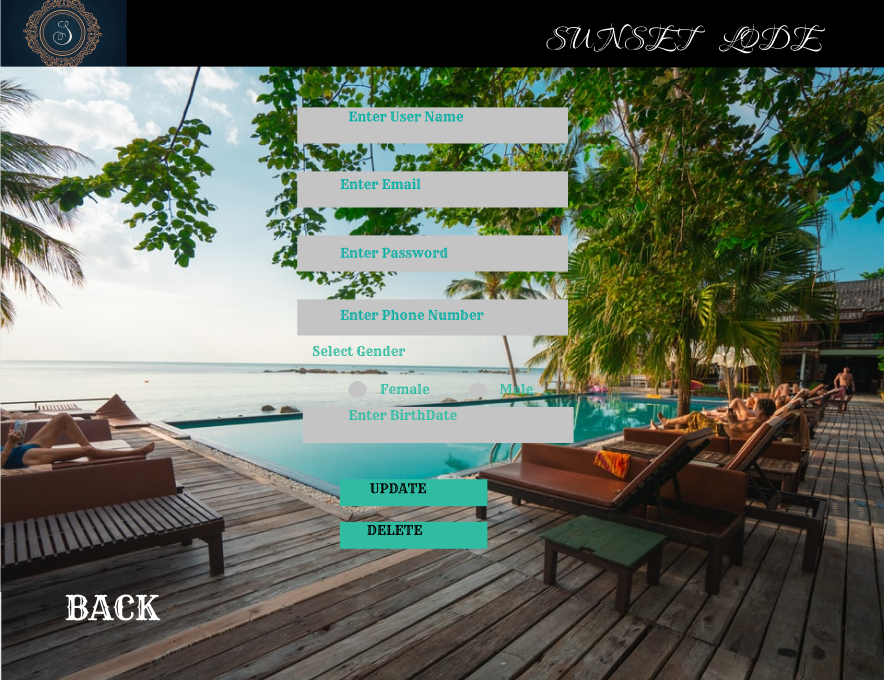 S
SUNSET LODE
Enter User Name
Enter Email
Enter Password
Enter Phone Number
Select Gender
Female Male
Enter BirthDate
UPDATE
DELETE
BACK